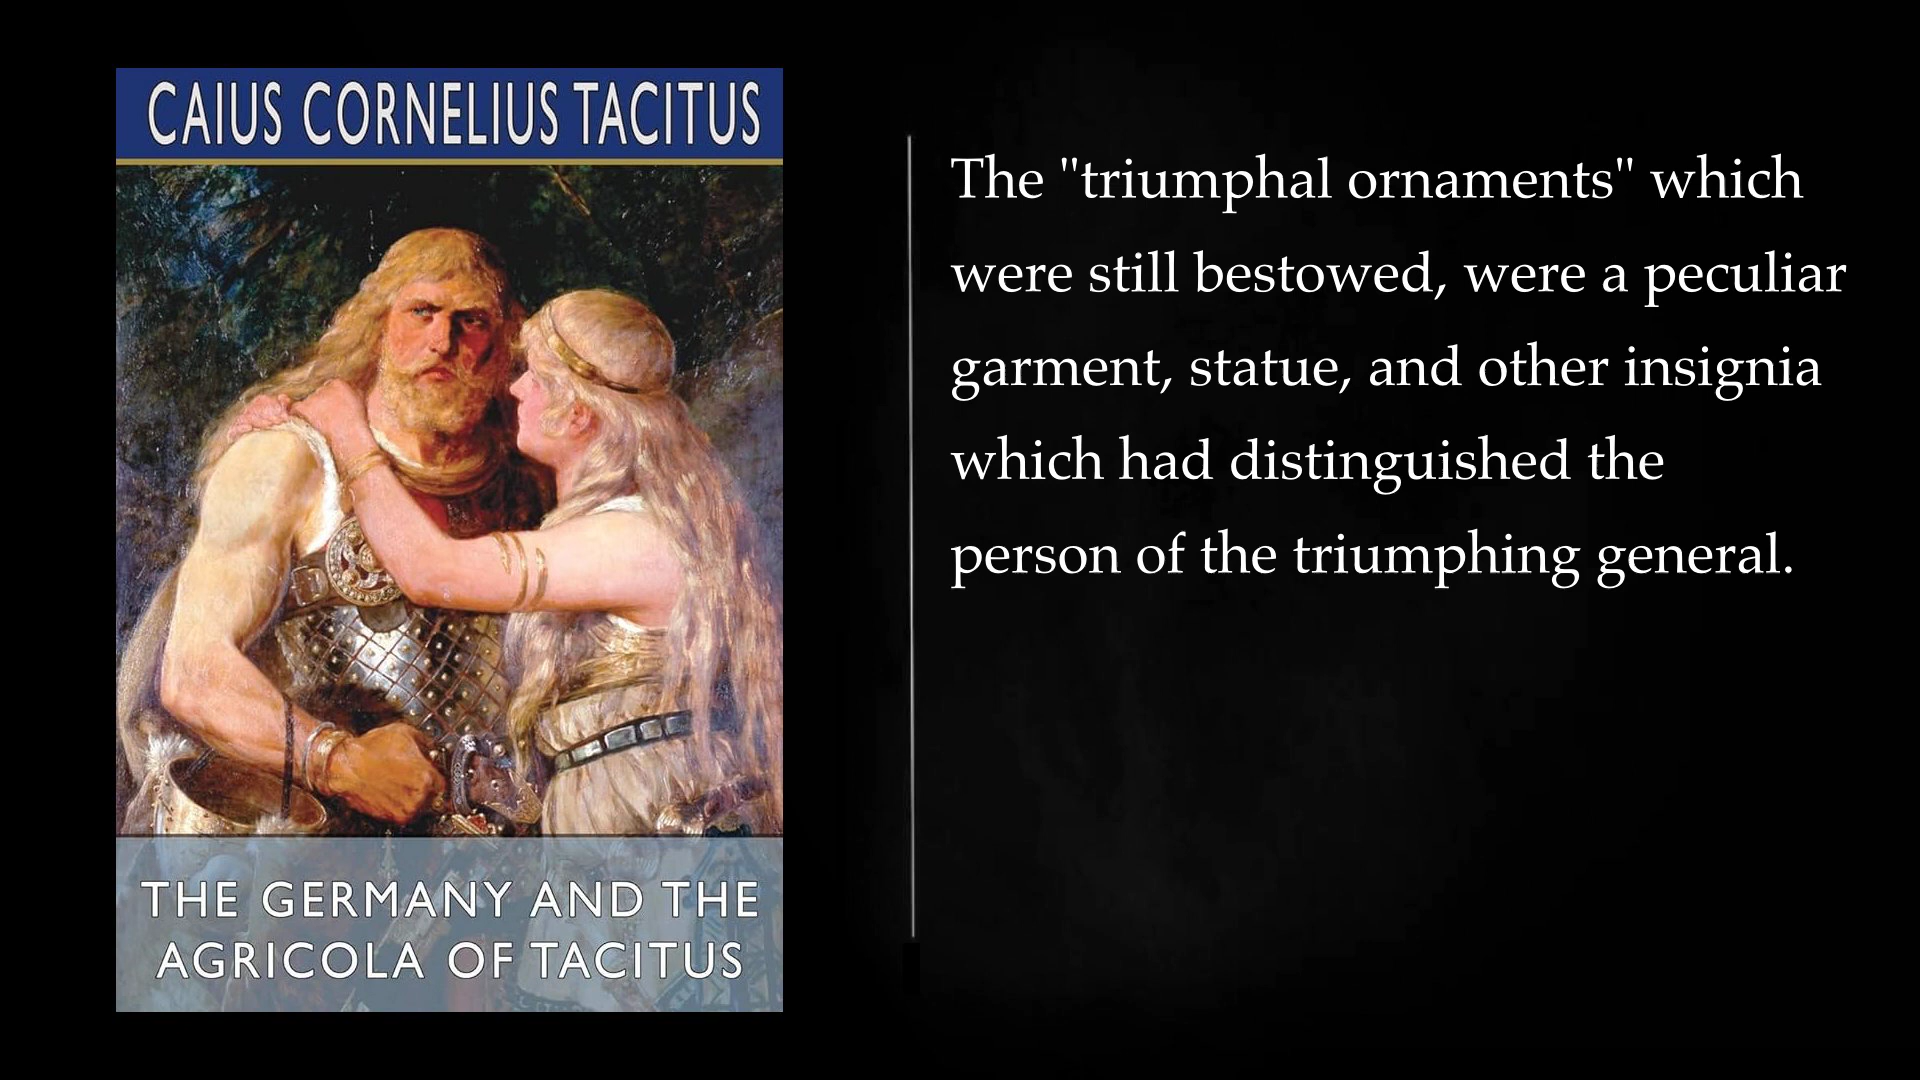 CAIUS CORNELIUS TACITUS
THE GERMANY AND THE
AGRICOLA OF TACITUS
The "triumphal ornaments" which
were still bestowed, were a peculiar
garment, statue, and other insignia
which had distinguished the
person of the triumphing general.